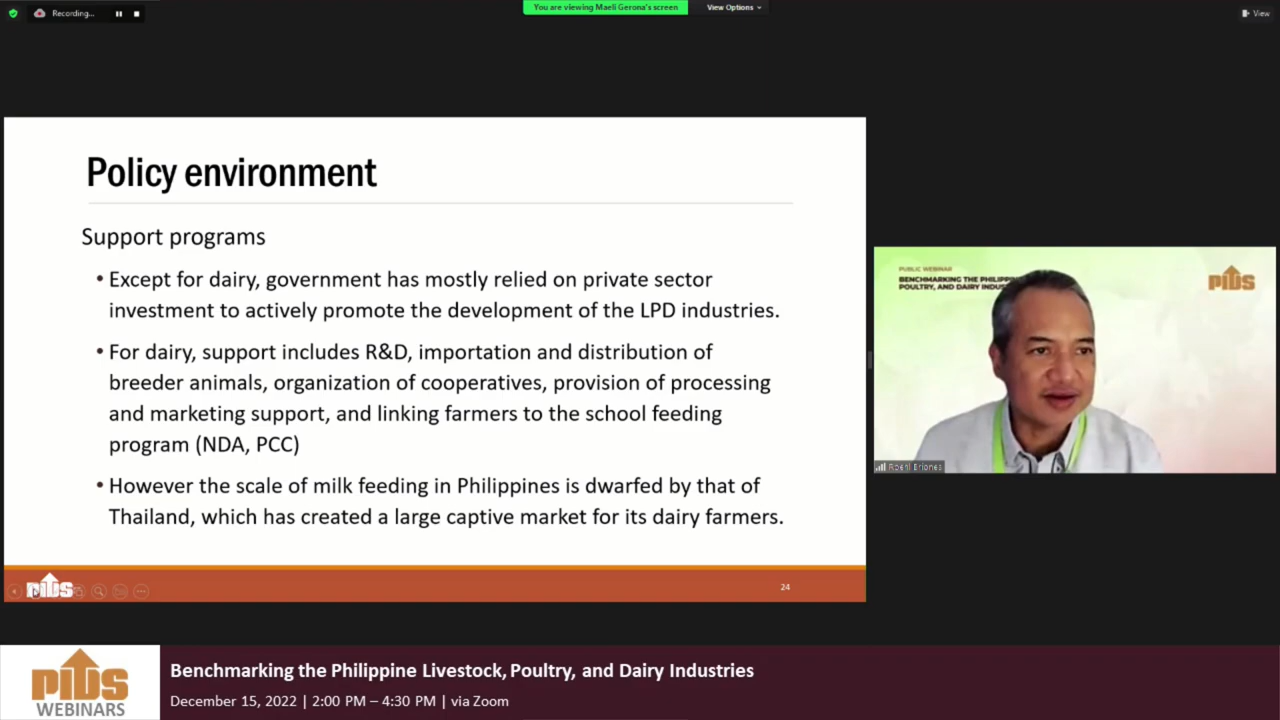 Recording...
You are viewing Maeli Gerona's screen
View Options
View
Policy environment
Support programs
• Except for dairy, government has mostly relied on private sector
investment to actively promote the development of the LPD industries.
• For dairy, support includes R&D, importation and distribution of
breeder animals, organization of cooperatives, provision of processing
and marketing support, and linking farmers to the school feeding
program (NDA, PCC)
• However the scale of milk feeding in Philippines is dwarfed by that of
Thailand, which has created a large captive market for its dairy farmers.
PIDS
24
PUBLIC WEBINAR
BENCHMARKING THE
POULTRY, AND DAIRY
PIDS
Roehl Briones
PIDS
WEBINARS
Benchmarking the Philippine Livestock, Poultry, and Dairy Industries
December 15, 2022 | 2:00 PM – 4:30 PM | via Zoom